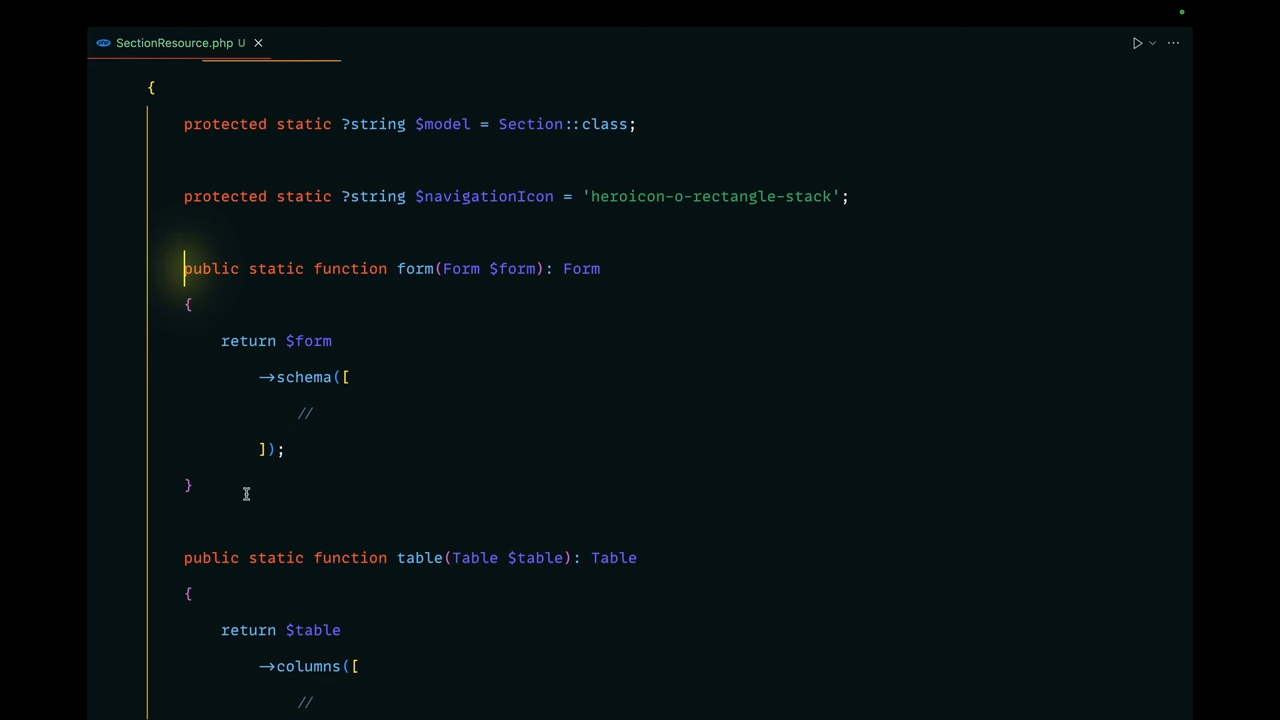 php SectionResource.php U
{
protected static ?string $model = Section::class;
protected static ?string $navigationIcon = 'heroicon-o-rectangle-stack';
public static function form(Form $form): Form
{
return $form
->schema([
//
]);
}
public static function table(Table $table): Table
{
return $table
->columns([
//